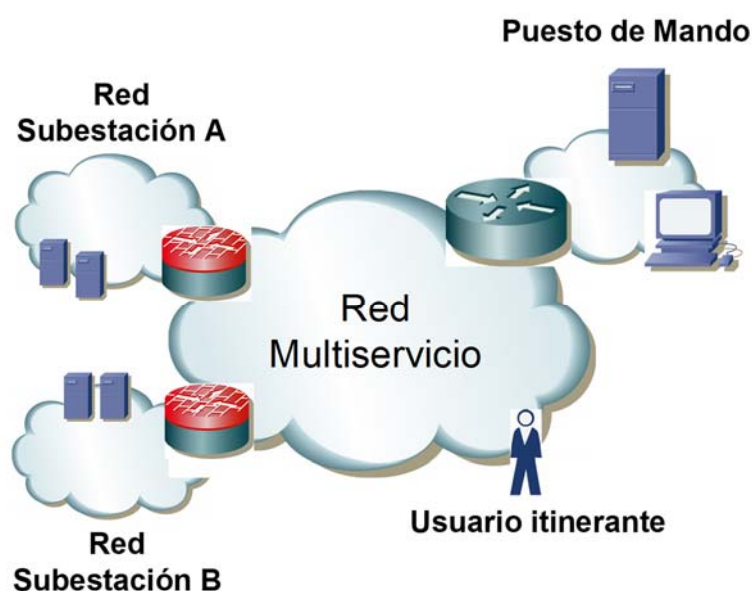 Puesto de Mando
Red
Subestación A
Red
Multiservicio
Usuario itinerante
Red
Subestación B